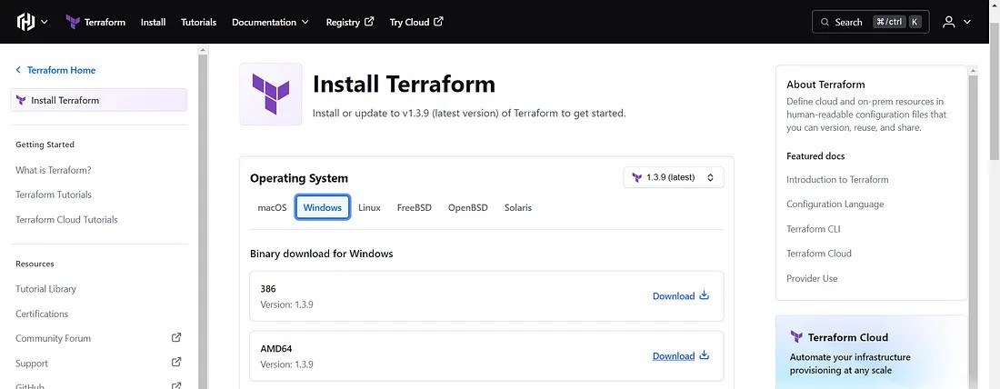 Terraform Install Tutorials Documentation Registry Try Cloud Search ⌘/ctrl K
Terraform Home
Install Terraform
Getting Started
What is Terraform?
Terraform Tutorials
Terraform Cloud Tutorials
Resources
Tutorial Library
Certifications
Community Forum
Support
GitHub
Install Terraform
Install or update to v1.3.9 (latest version) of Terraform to get started.
Operating System 1.3.9 (latest)
macOS Windows Linux FreeBSD OpenBSD Solaris
Binary download for Windows
386
Version: 1.3.9
Download
AMD64
Version: 1.3.9
Download
About Terraform
Define cloud and on-prem resources in
human-readable configuration files that
you can version, reuse, and share.
Featured docs
Introduction to Terraform
Configuration Language
Terraform CLI
Terraform Cloud
Provider Use
Terraform Cloud
Automate your infrastructure
provisioning at any scale